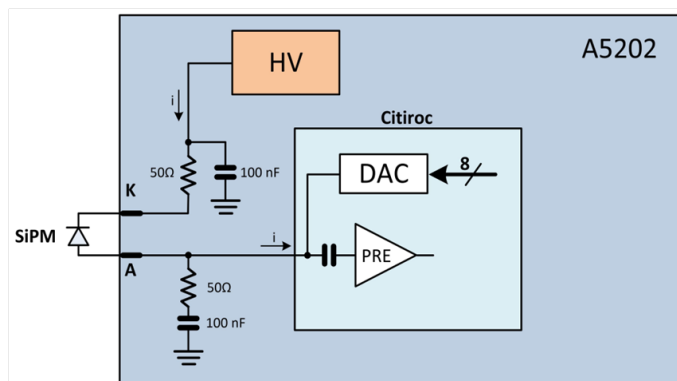 A5202
HV
i
Citiroc
50Ω
100 nF
8
DAC
K
SiPM
i
PRE
A
50Ω
100 nF